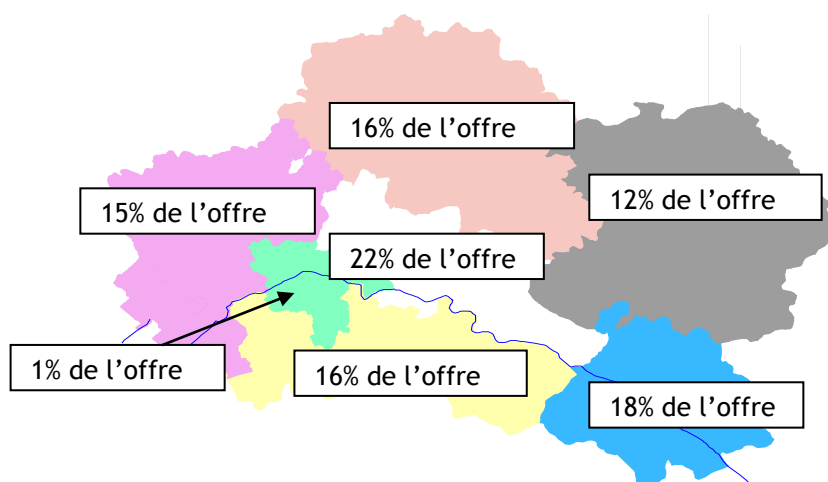 16% de l’offre
15% de l’offre
12% de l’offre
22% de l’offre
1% de l’offre
16% de l’offre
18% de l’offre